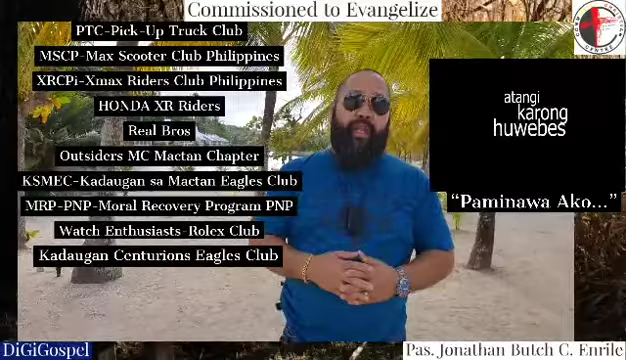 Commissioned to Evangelize
PTC-Pick-Up Truck Club
MSCP-Max Scooter Club Philippines
XRCPi-Xmax Riders Club Philippines
HONDA XR Riders
Real Bros
Outsiders MC Mactan Chapter
KSMEC-Kadaugan sa Mactan Eagles Club
MRP-PNP-Moral Recovery Program PNP
Watch Enthusiasts-Rolex Club
Kadaugan Centurions Eagles Club
atangi
karong
huwebes
“Paminawa Ako...”
DiGiGospel
Pas. Jonathan Butch C. Enrile